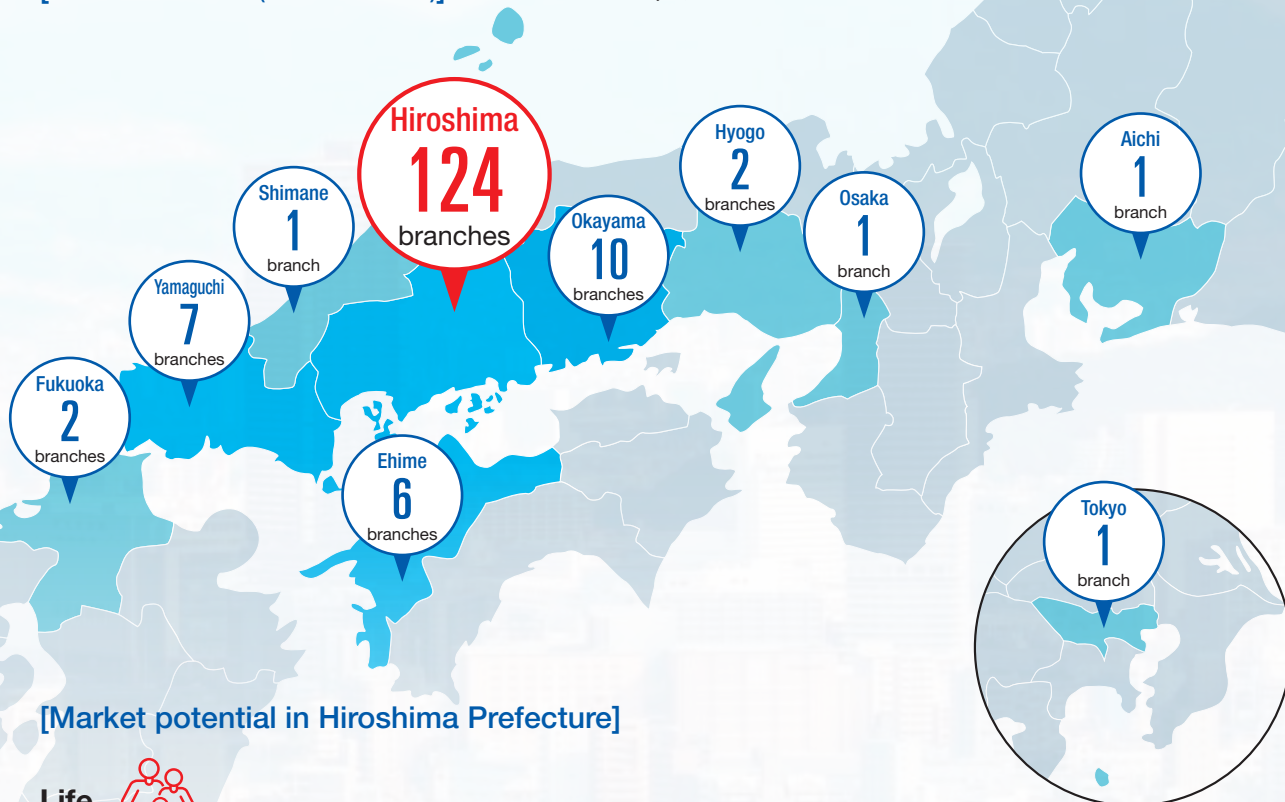 Hiroshima
124
branches
Hyogo
2
branches
Aichi
1
branch
Shimane
1
branch
Osaka
1
branch
Okayama
10
branches
Yamaguchi
7
branches
Fukuoka
2
branches
Ehime
6
branches
Tokyo
1
branch
[Market potential in Hiroshima Prefecture]
Life